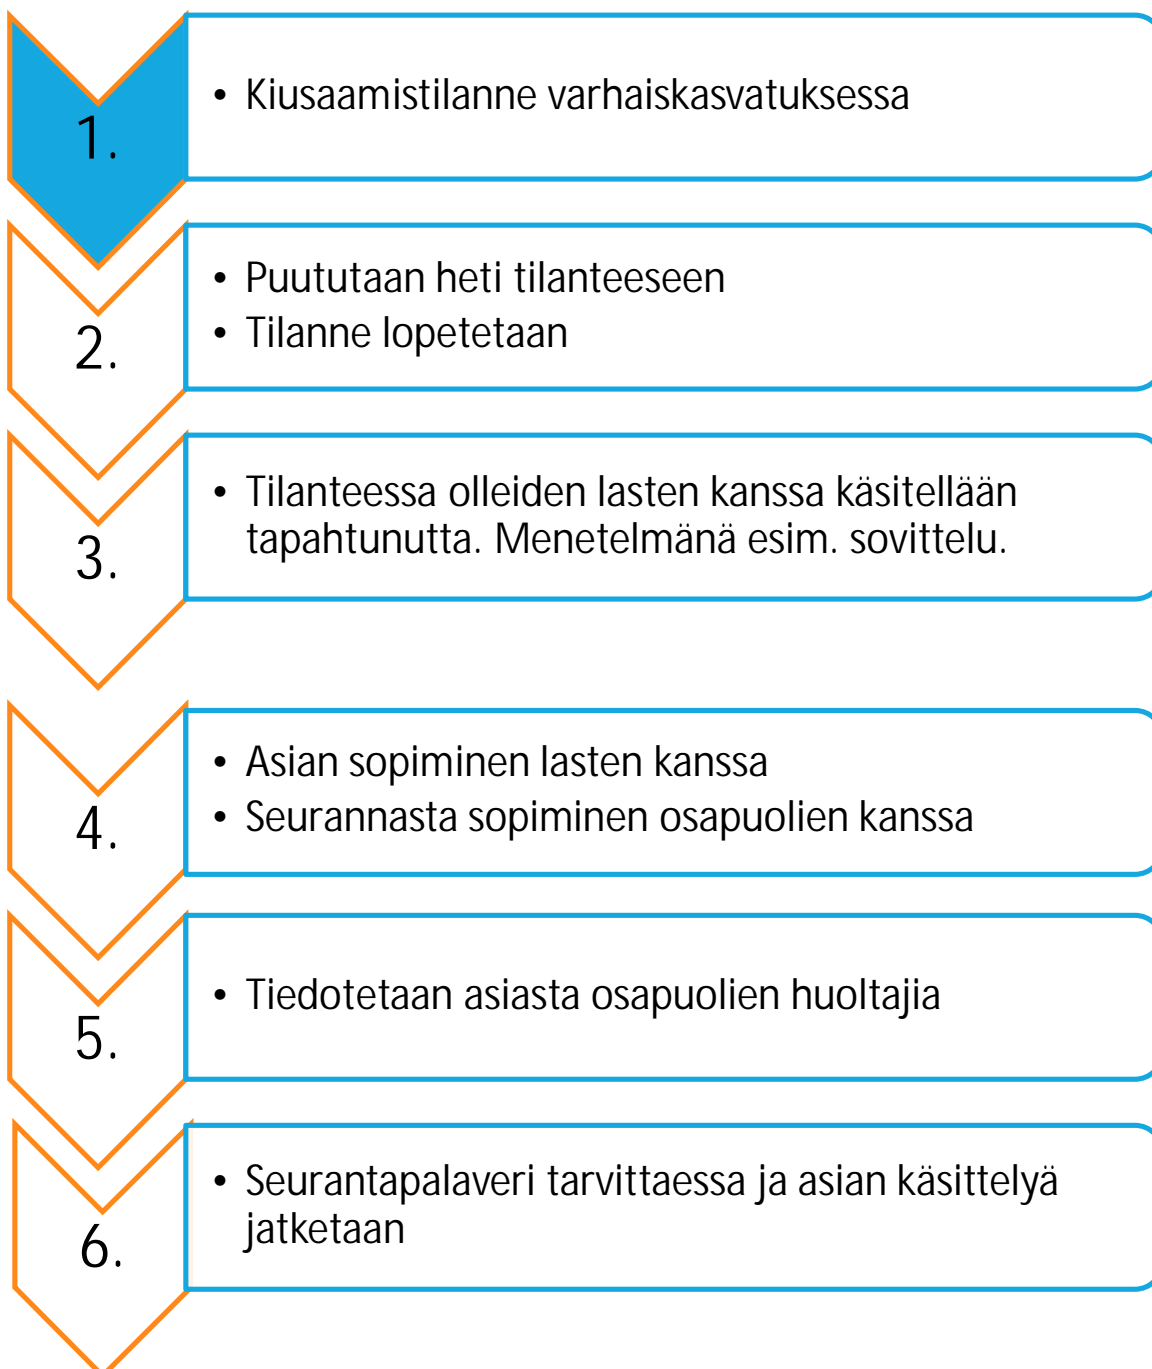 1.
• Kiusaamistilanne varhaiskasvatuksessa
2.
• Puututaan heti tilanteeseen
• Tilanne lopetetaan
3.
• Tilanteessa olleiden lasten kanssa käsitellään
tapahtunutta. Menetelmänä esim. sovittelu.
4.
• Asian sopiminen lasten kanssa
• Seurannasta sopiminen osapuolien kanssa
5.
• Tiedotetaan asiasta osapuolien huoltajia
6.
• Seurantapalaveri tarvittaessa ja asian käsittelyä
jatketaan